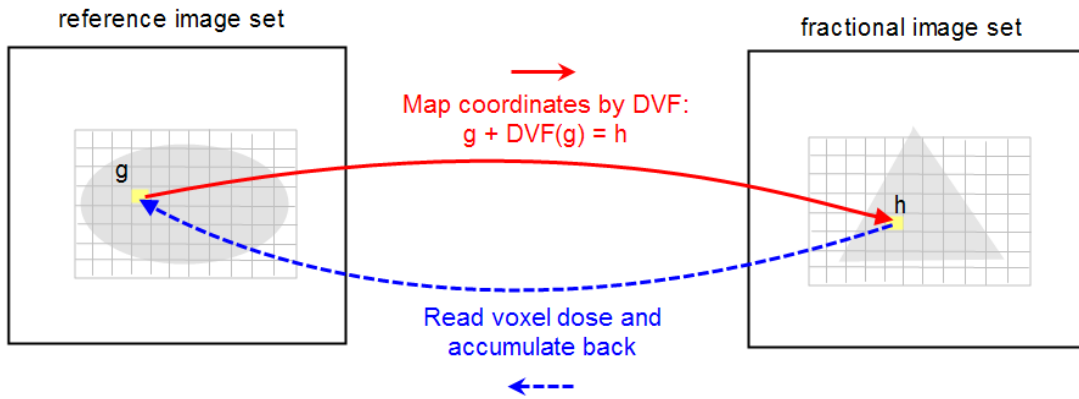 reference image set
fractional image set
Map coordinates by DVF:
g + DVF(g) = h
g
h
Read voxel dose and
accumulate back